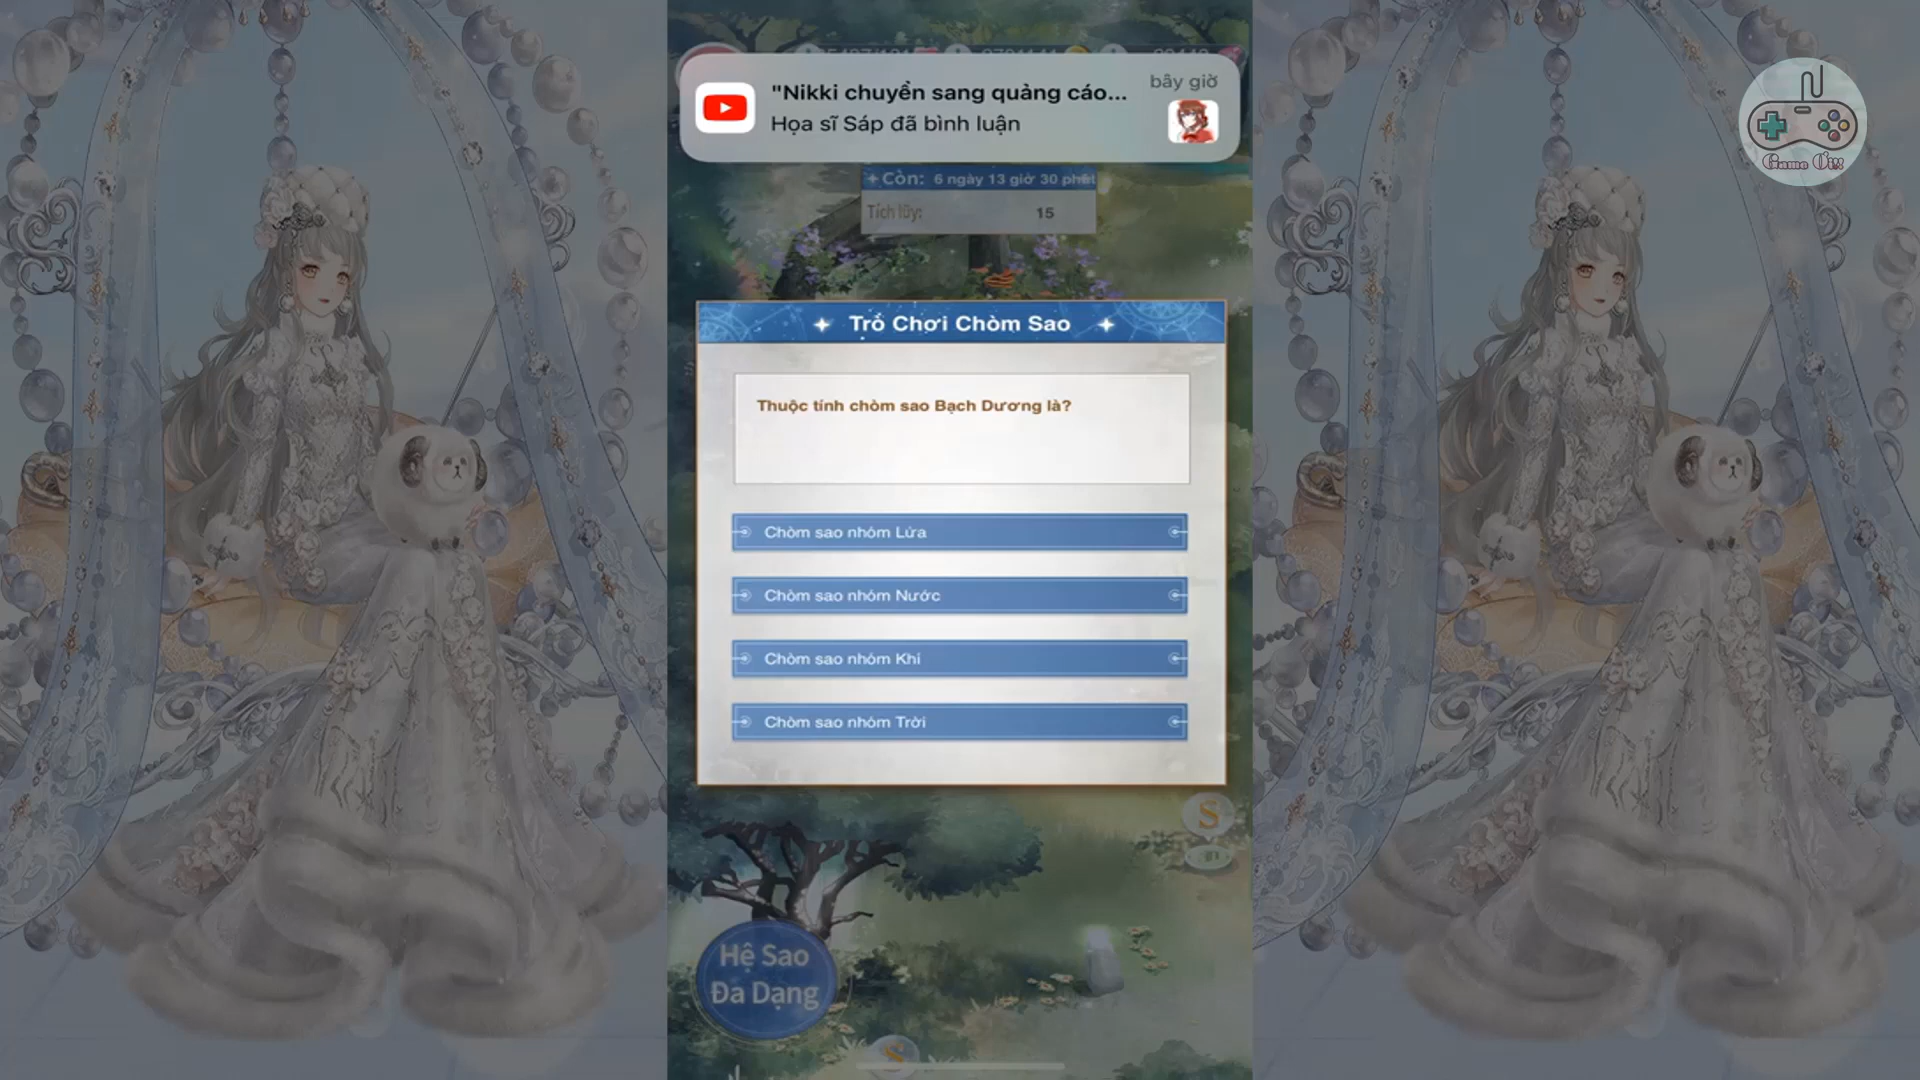 "Nikki chuyển sang quảng cáo...
bây giờ
Họa sĩ Sáp đã bình luận
Game Ơi!!
Còn: 6 ngày 13 giờ 30 phút
Tích lũy: 15
Trò Chơi Chòm Sao
Thuộc tính chòm sao Bạch Dương là?
Chòm sao nhóm Lửa
Chòm sao nhóm Nước
Chòm sao nhóm Khí
Chòm sao nhóm Trời
S
Hệ Sao
Đa Dạng
S